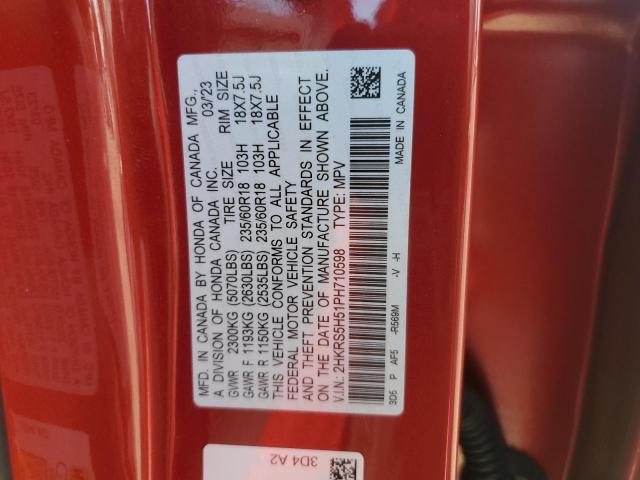 MFD. IN CANADA BY HONDA OF CANADA MFG.,
A DIVISION OF HONDA CANADA INC. 03/23
GVWR 2300KG (5070LBS) TIRE SIZE RIM SIZE
GAWR F 1193KG (2630LBS) 235/60R18 103H 18X7.5J
GAWR R 1150KG (2535LBS) 235/60R18 103H 18X7.5J
THIS VEHICLE CONFORMS TO ALL APPLICABLE
FEDERAL MOTOR VEHICLE SAFETY
AND THEFT PREVENTION STANDARDS IN EFFECT
ON THE DATE OF MANUFACTURE SHOWN ABOVE.
V.I.N.: 2HKRS5H51PH710598 TYPE: MPV
3D5 P AF5 -R569M -V -H MADE IN CANADA
3D4 A2